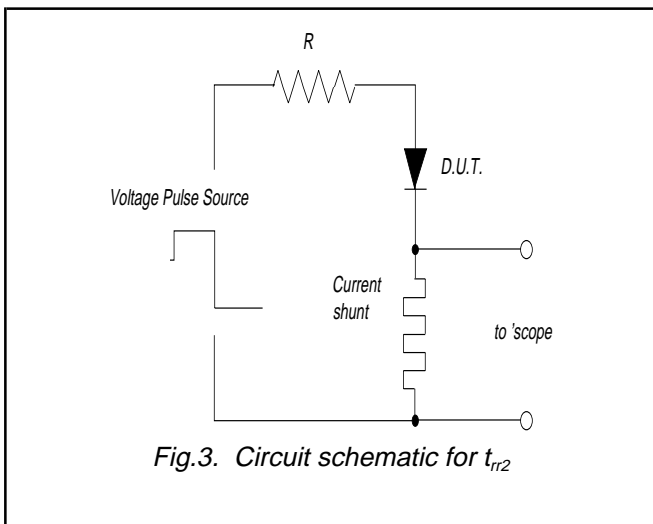 R
D.U.T.
Voltage Pulse Source
Current
shunt
to 'scope
Fig.3. Circuit schematic for trr2